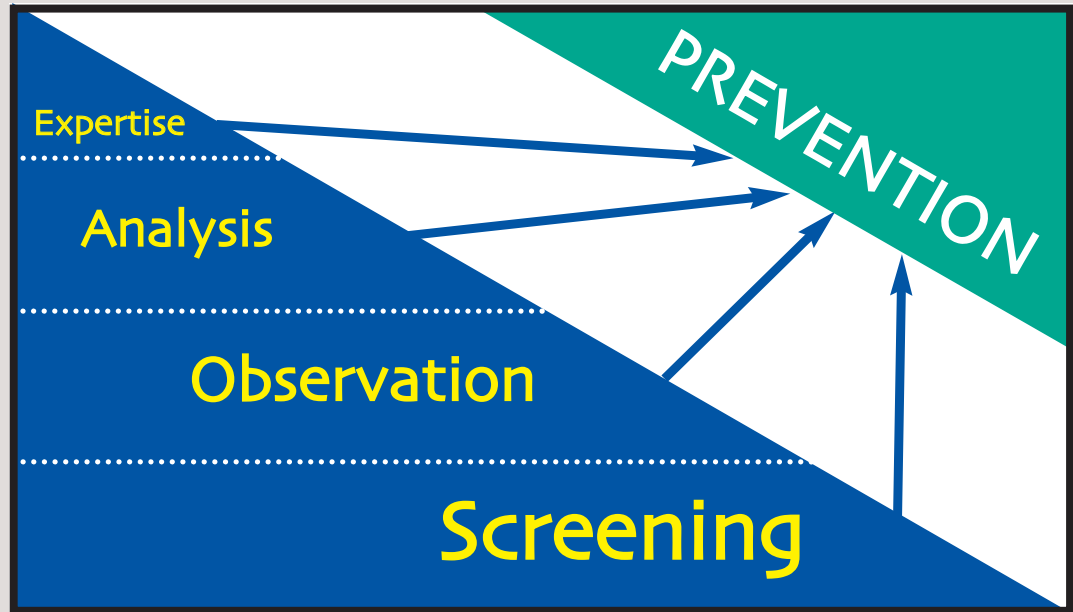 PREVENTION
Expertise
Analysis
Observation
Screening